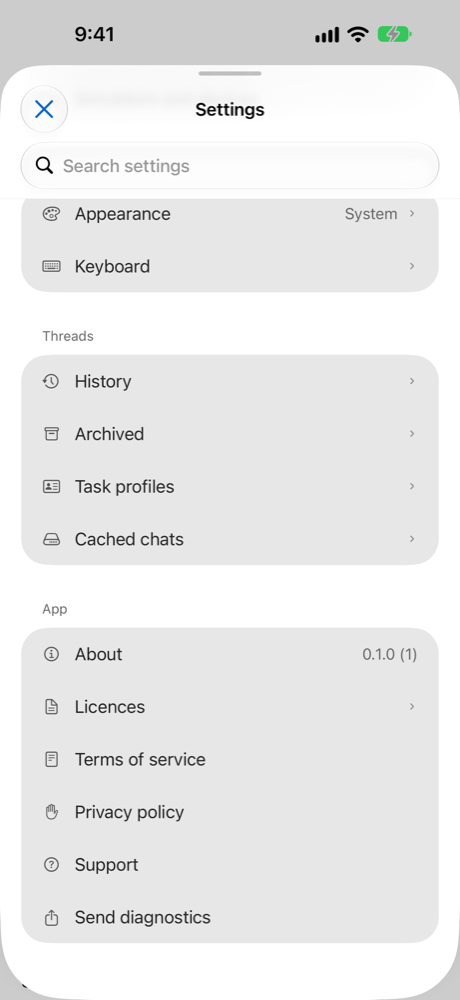 9:41
Settings
Search settings
Appearance System
Keyboard
Threads
History
Archived
Task profiles
Cached chats
App
About 0.1.0 (1)
Licences
Terms of service
Privacy policy
Support
Send diagnostics